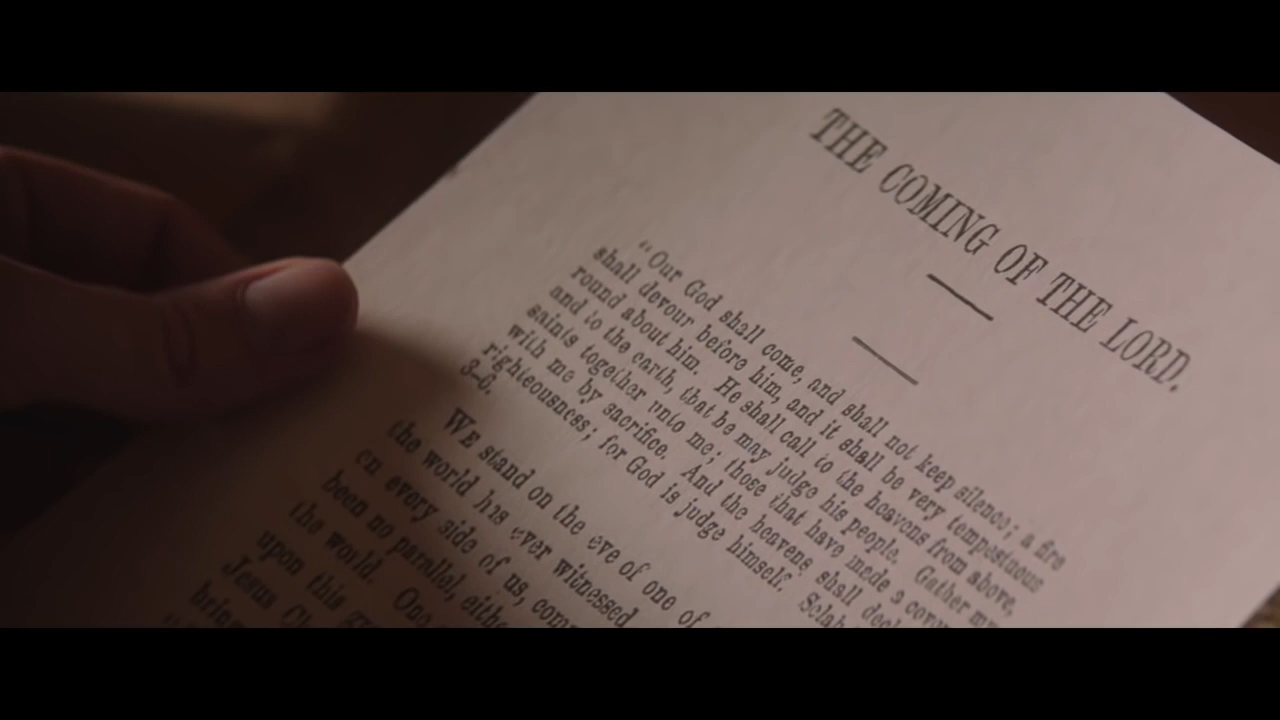 THE COMING OF THE LORD.
"Our God shall come, and shall not keep silence; a fire
shall devour before him, and it shall be very tempestuous
round about him. He shall call to the heavens from above,
and to the earth, that he may judge his people. Gather my
saints together unto me; those that have made a
with me by sacrifice. And the heavens shall
righteousness; for God is judge himself. Selah
3-6.
WE stand on the eve of one of
the world has ever witnessed
on every side of us,
been no parallel,
the world.
upon this
Jesus